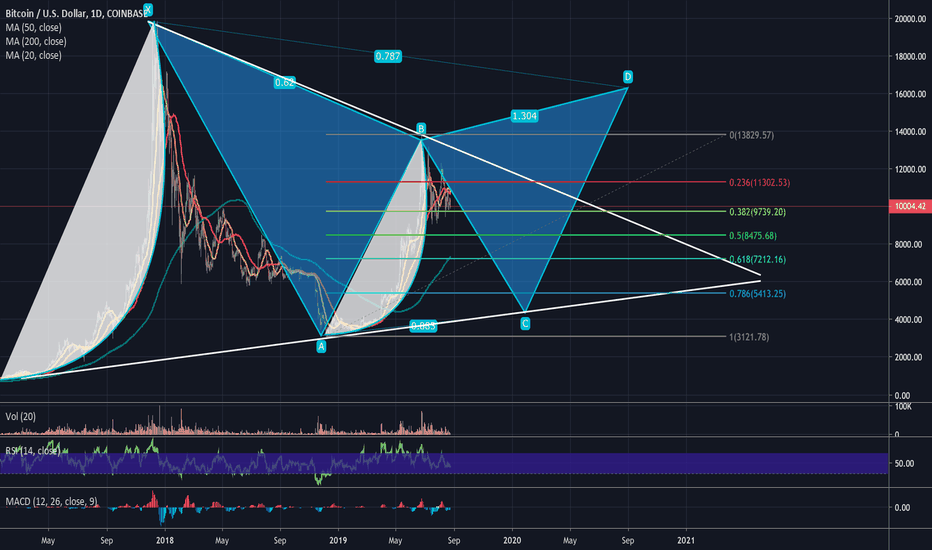 Bitcoin / U.S. Dollar, 1D, COINBASE
MA (50, close)
MA (200, close)
MA (20, close)
X
0.787
0.62
D
1.304
B
0(13829.57)
0.236(11302.53)
0.382(9739.20)
0.5(8475.68)
0.618(7212.16)
0.786(5413.25)
C
A
1(3121.78)
20000.00
18000.00
16000.00
14000.00
12000.00
10004.42
8000.00
6000.00
4000.00
2000.00
0.00
Vol (20)
100K
0
RSI (14, close)
50.00
MACD (12, 26, close, 9)
0.00
May 2018 May Sep 2019 May Sep 2020 May Sep 2021